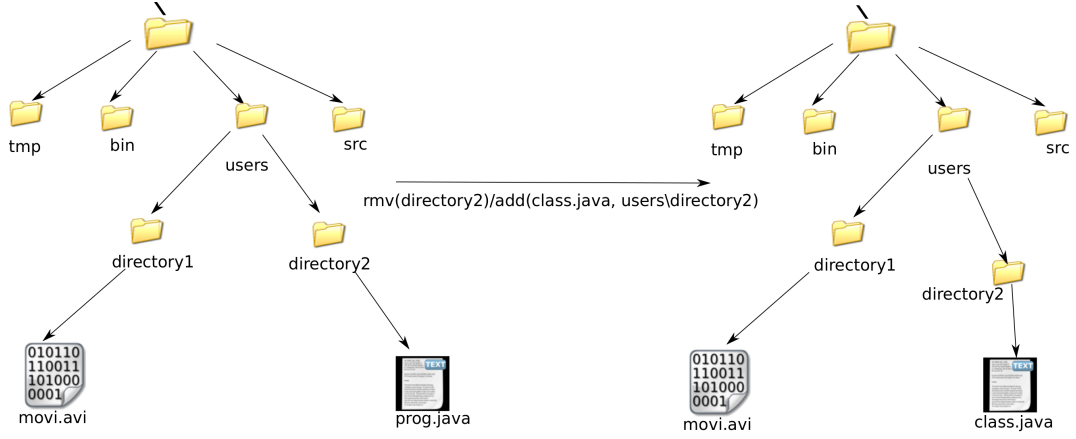 \
tmp
bin
users
src
directory1
directory2
010110
110011
101000
0001
movi.avi
TEXT
prog.java
rmv(directory2)/add(class.java, users\directory2)
\
tmp
bin
users
src
directory1
directory2
010110
110011
101000
0001
movi.avi
TEXT
class.java